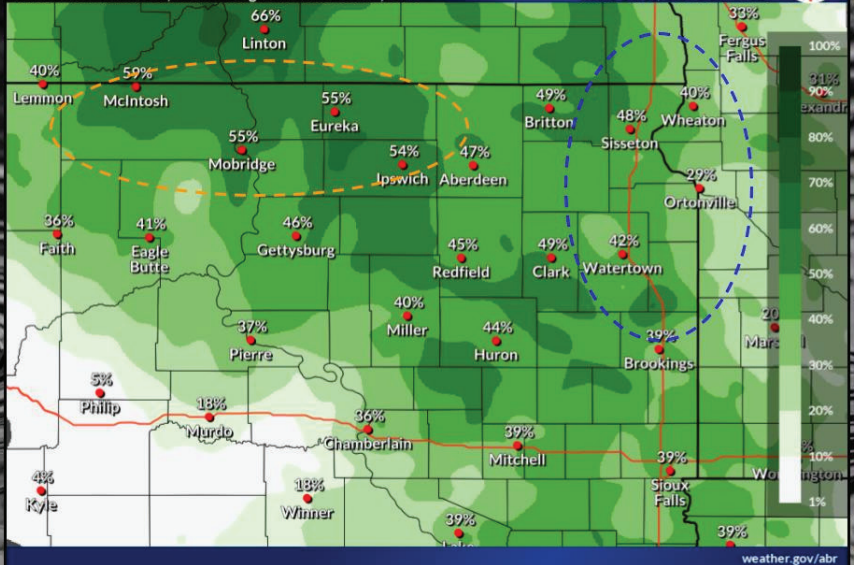 66%
Linton
33%
Fergus
Falls
100%
40%
Lemmon
59%
McIntosh
31%
90%
55%
Eureka
49%
Britton
48%
Sisseton
40%
Wheaton
80%
55%
Mobridge
54%
Ipswich
47%
Aberdeen
29%
Ortonville
70%
60%
36%
Faith
41%
Eagle
Butte
46%
Gettysburg
45%
Redfield
49%
Clark
42%
Watertown
50%
40%
Miller
40%
37%
Pierre
44%
Huron
39%
Brookings
30%
5%
Philip
18%
Murdo
36%
Chamberlain
20%
39%
Mitchell
10%
39%
Sioux
Falls
4%
Kyle
18%
Winner
1%
39%
39%
weather.gov/abr